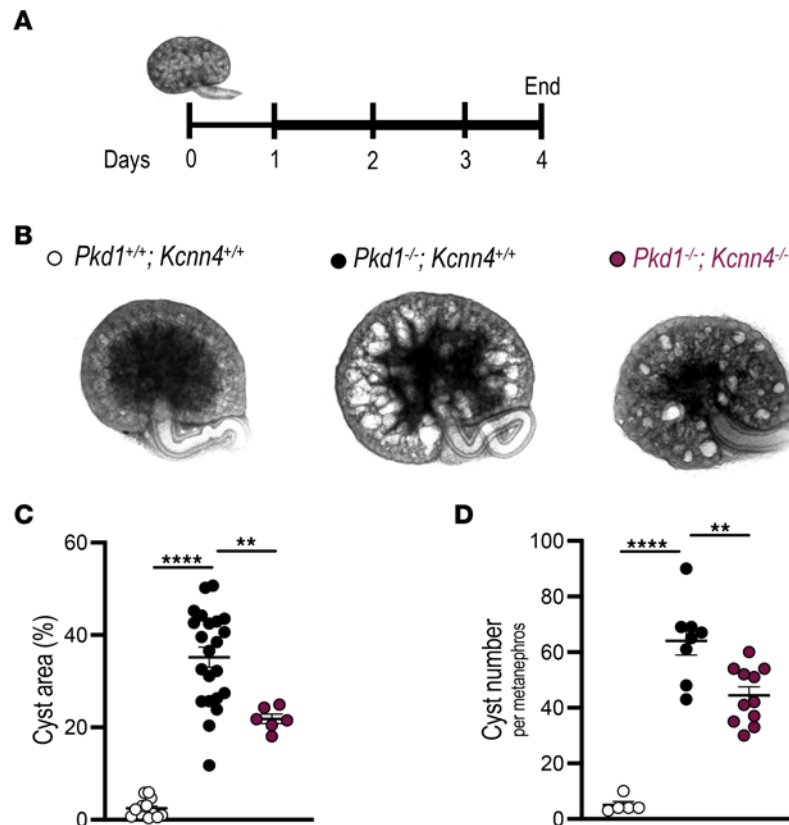 A
End
Days 0 1 2 3 4
B
Pkd1+/+; Kcnn4+/+ Pkd1-/-; Kcnn4+/+ Pkd1-/-; Kcnn4-/-
C
Cyst area (%)
60
40
20
0
**** **
D
Cyst number
per metanephros
100
80
60
40
20
0
**** **